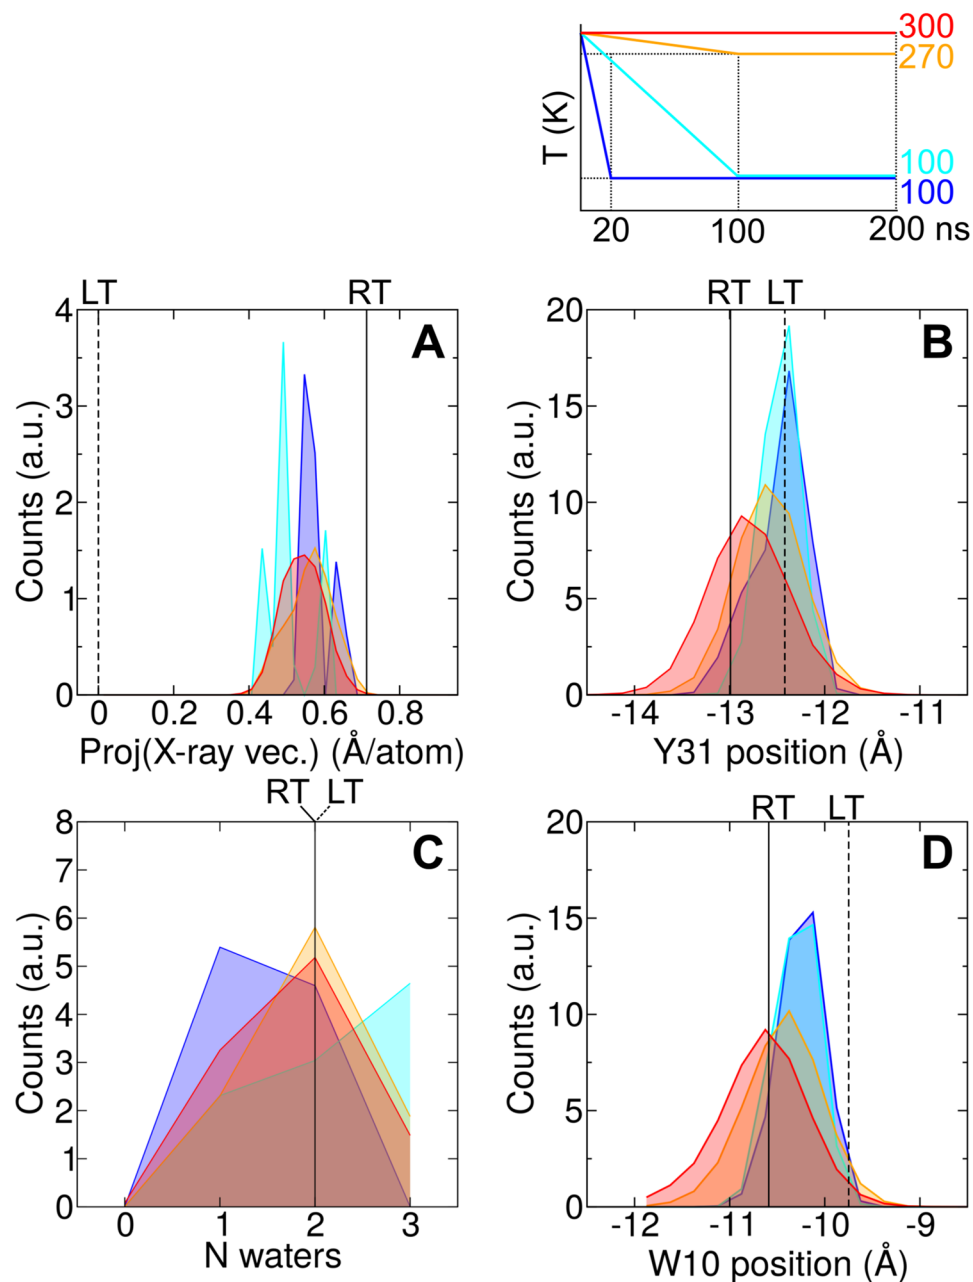 300
270
T (K)
100
100
20 100 200 ns
LT RT
4
3
2
1
0
Counts (a.u.)
A
0 0.2 0.4 0.6 0.8
Proj(X-ray vec.) (Å/atom)
RT LT
20
15
10
5
0
Counts (a.u.)
B
-14 -13 -12 -11
Y31 position (Å)
RT LT
8
7
6
5
4
3
2
1
0
Counts (a.u.)
C
0 1 2 3
N waters
RT LT
20
15
10
5
0
Counts (a.u.)
D
-12 -11 -10 -9
W10 position (Å)